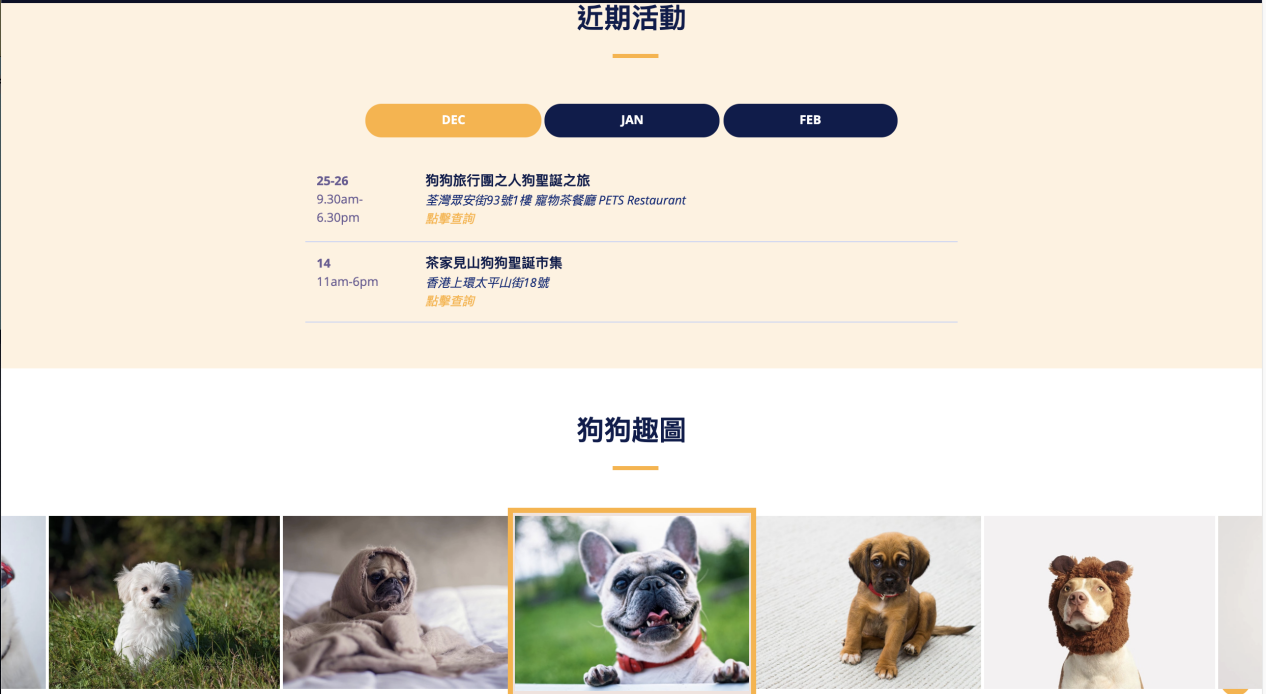 近期活動
DEC
JAN
FEB
25-26
9.30am-
6.30pm
狗狗旅行團之人狗聖誕之旅
荃灣眾安街93號1樓 寵物茶餐廳 PETS Restaurant
點擊查詢
14
11am-6pm
茶家見山狗狗聖誕市集
香港上環太平山街18號
點擊查詢
狗狗趣圖